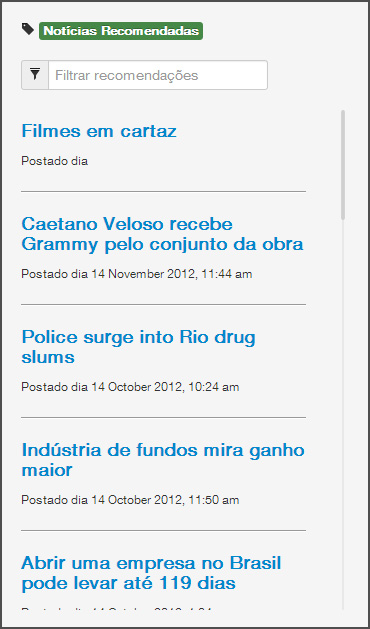 Notícias Recomendadas
Filtrar recomendações
Filmes em cartaz
Postado dia
Caetano Veloso recebe
Grammy pelo conjunto da obra
Postado dia 14 November 2012, 11:44 am
Police surge into Rio drug
slums
Postado dia 14 October 2012, 10:24 am
Indústria de fundos mira ganho
maior
Postado dia 14 October 2012, 11:50 am
Abrir uma empresa no Brasil
pode levar até 119 dias